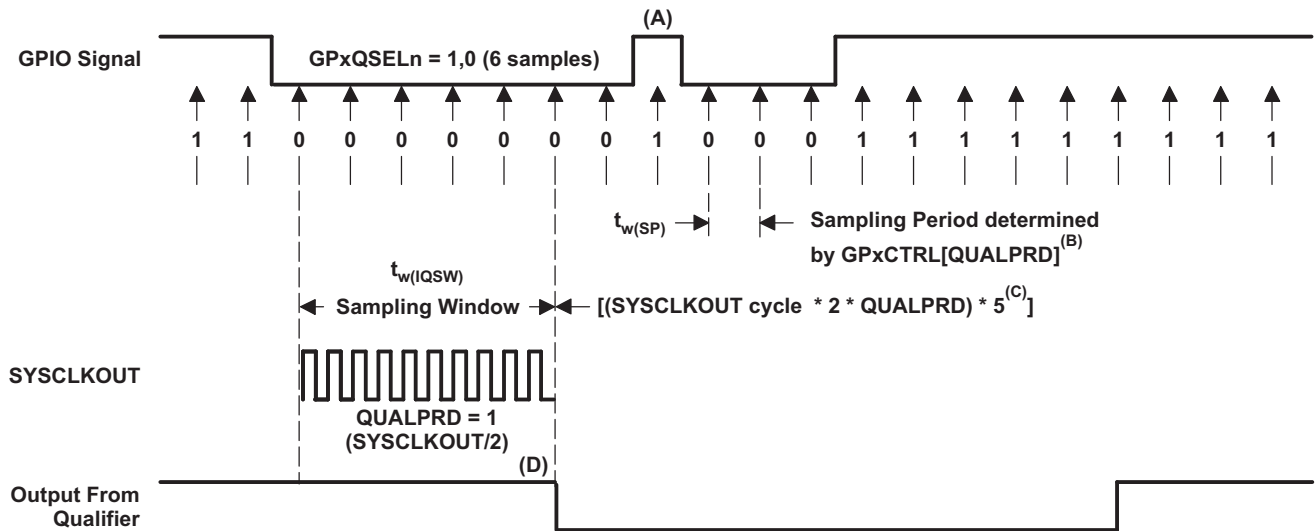 (A)
GPIO Signal
GPxQSELn = 1,0 (6 samples)
1 1 0 0 0 0 0 0 0 1 0 0 0 1 1 1 1 1 1 1 1 1
tw(SP)
Sampling Period determined
by GPxCTRL[QUALPRD](B)
tw(IQSW)
Sampling Window
[(SYSCLKOUT cycle * 2 * QUALPRD) * 5(C)]
SYSCLKOUT
QUALPRD = 1
(SYSCLKOUT/2)
(D)
Output From
Qualifier